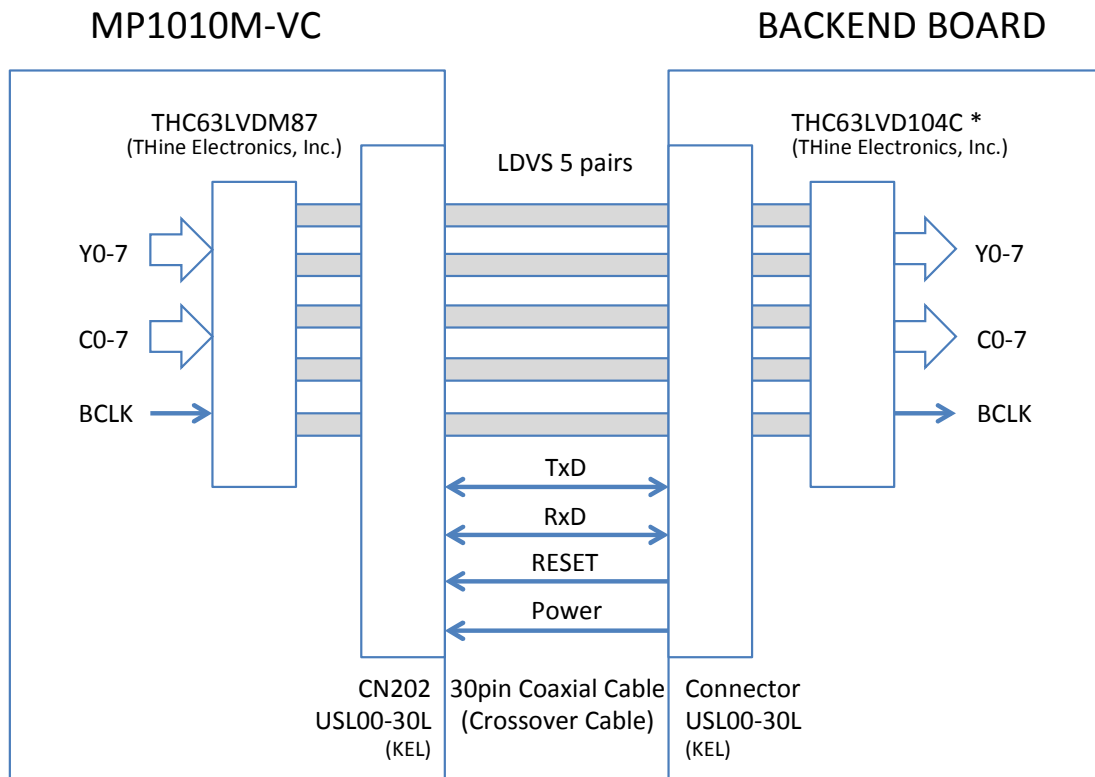 MP1010M-VC
BACKEND BOARD
THC63LVDM87
(THine Electronics, Inc.)
THC63LVD104C *
(THine Electronics, Inc.)
LDVS 5 pairs
Y0-7
Y0-7
C0-7
C0-7
BCLK
BCLK
TxD
RxD
RESET
Power
CN202
USL00-30L
(KEL)
30pin Coaxial Cable
(Crossover Cable)
Connector
USL00-30L
(KEL)